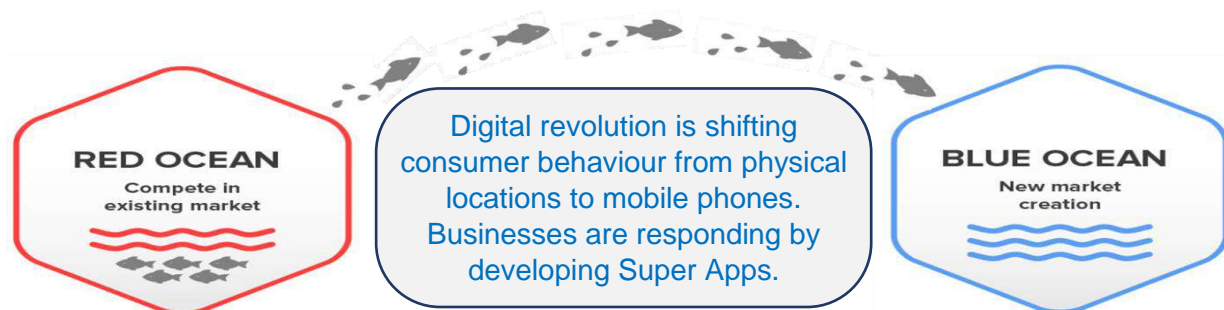 RED OCEAN
Compete in
existing market
Digital revolution is shifting
consumer behaviour from physical
locations to mobile phones.
Businesses are responding by
developing Super Apps.
BLUE OCEAN
New market
creation